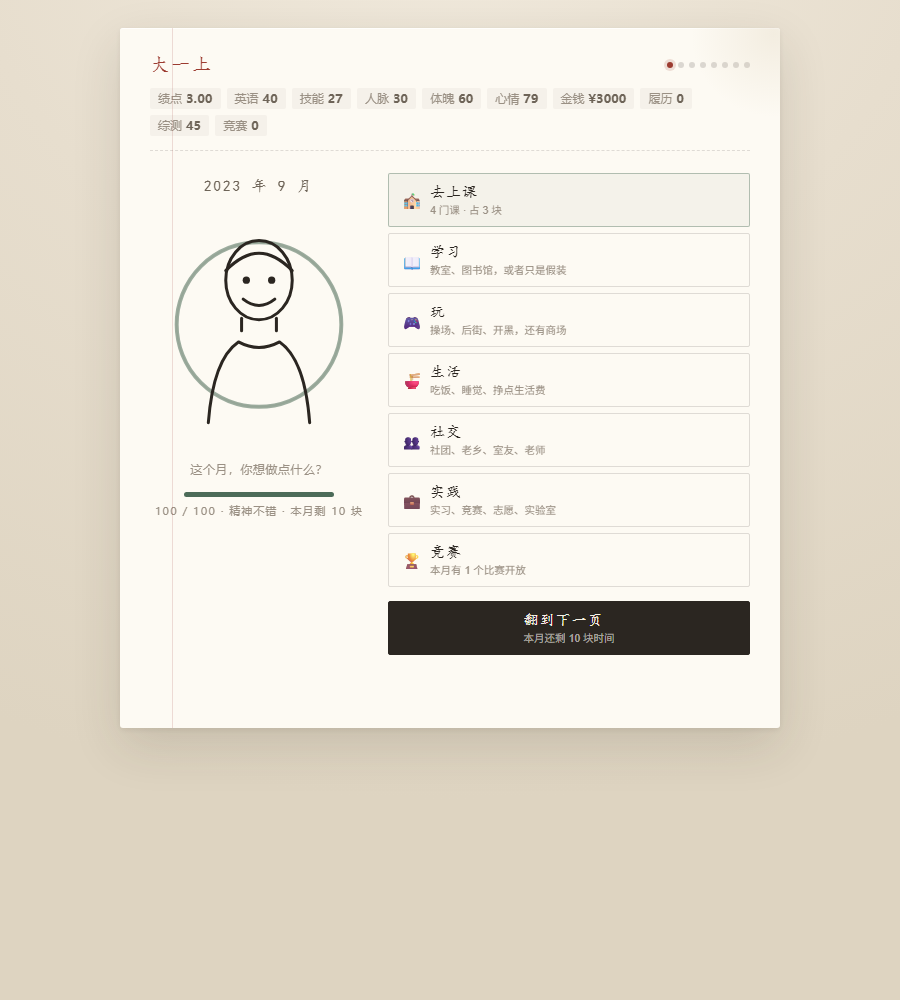 大一上
绩点 3.00 英语 40 技能 27 人脉 30 体魄 60 心情 79 金钱 ¥3000 履历 0
综测 45 竞赛 0
2023 年 9 月
这个月，你想做点什么？
100 / 100 · 精神不错 · 本月剩 10 块
去上课
4 门课 · 占 3 块
学习
教室、图书馆，或者只是假装
玩
操场、后街、开黑，还有商场
生活
吃饭、睡觉、挣点生活费
社交
社团、老乡、室友、老师
实践
实习、竞赛、志愿、实验室
竞赛
本月有 1 个比赛开放
翻到下一页
本月还剩 10 块时间